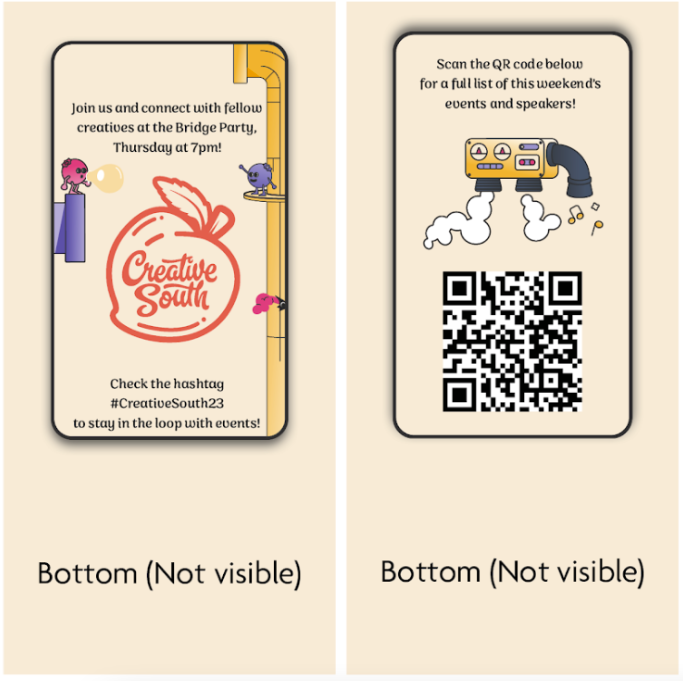 Join us and connect with fellow
creatives at the Bridge Party,
Thursday at 7pm!
Creative
South
Check the hashtag
#CreativeSouth23
to stay in the loop with events!
Bottom (Not visible)
Scan the QR code below
for a full list of this weekend's
events and speakers!
Bottom (Not visible)